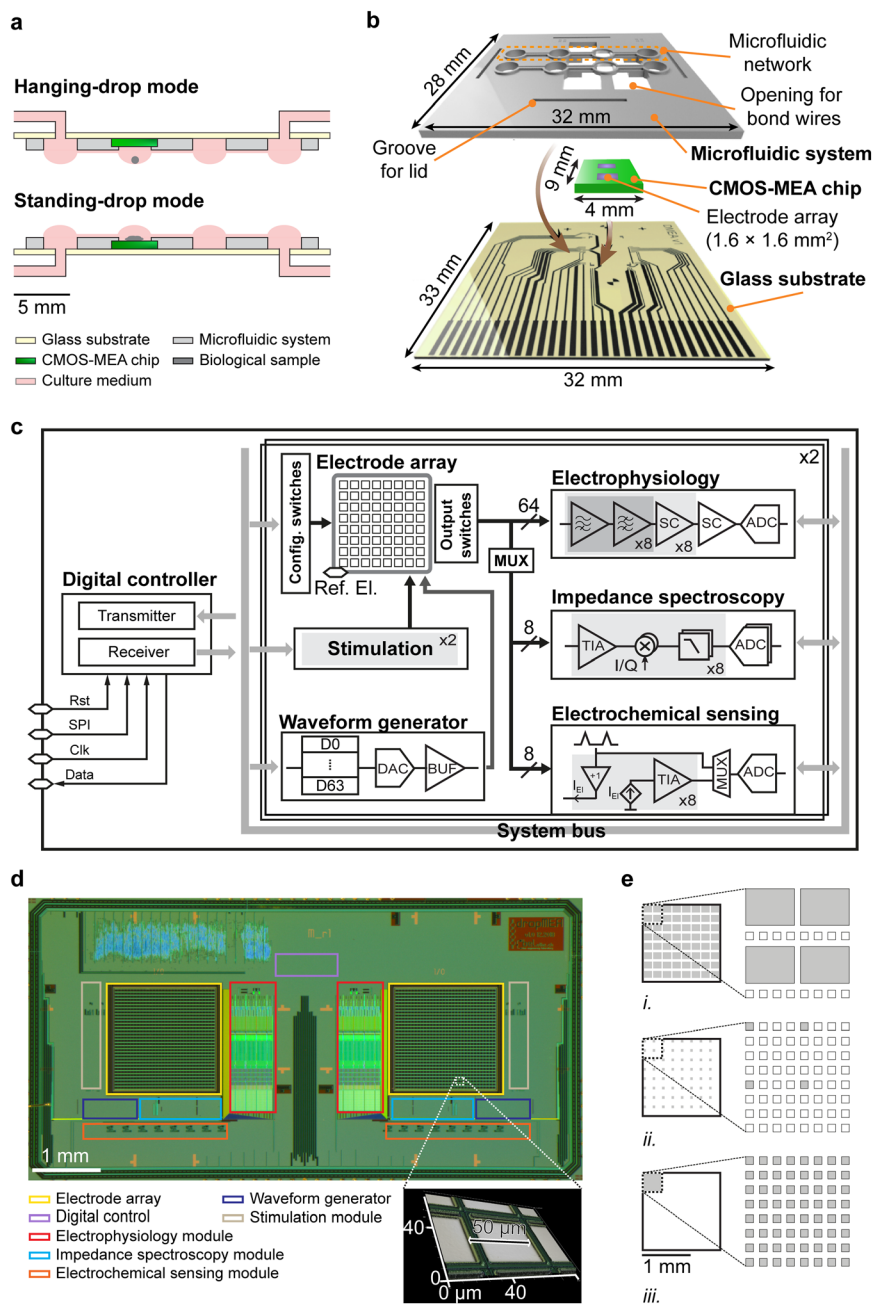 a
Hanging-drop mode
Standing-drop mode
5 mm
Glass substrate
CMOS-MEA chip
Culture medium
Microfluidic system
Biological sample
b
28 mm
32 mm
Microfluidic
network
Opening for
bond wires
Groove
for lid
Microfluidic system
9 mm
CMOS-MEA chip
4 mm
Electrode array
(1.6 × 1.6 mm²)
Glass substrate
33 mm
32 mm
c
x2
Config. switches
Electrode array
Output
switches
Ref. El.
64
MUX
Electrophysiology
SC
SC
ADC
x8
x8
Digital controller
Transmitter
Receiver
Rst
SPI
Clk
Data
Stimulation
x2
8
Impedance spectroscopy
TIA
I/Q
x8
ADC
Waveform generator
D0
D63
DAC
BUF
8
Electrochemical sensing
+1
IEl
IEl
TIA
x8
MUX
ADC
System bus
d
1 mm
Electrode array
Digital control
Electrophysiology module
Impedance spectroscopy module
Electrochemical sensing module
Waveform generator
Stimulation module
40
50 µm
0
0 µm
40
e
i.
ii.
1 mm
iii.